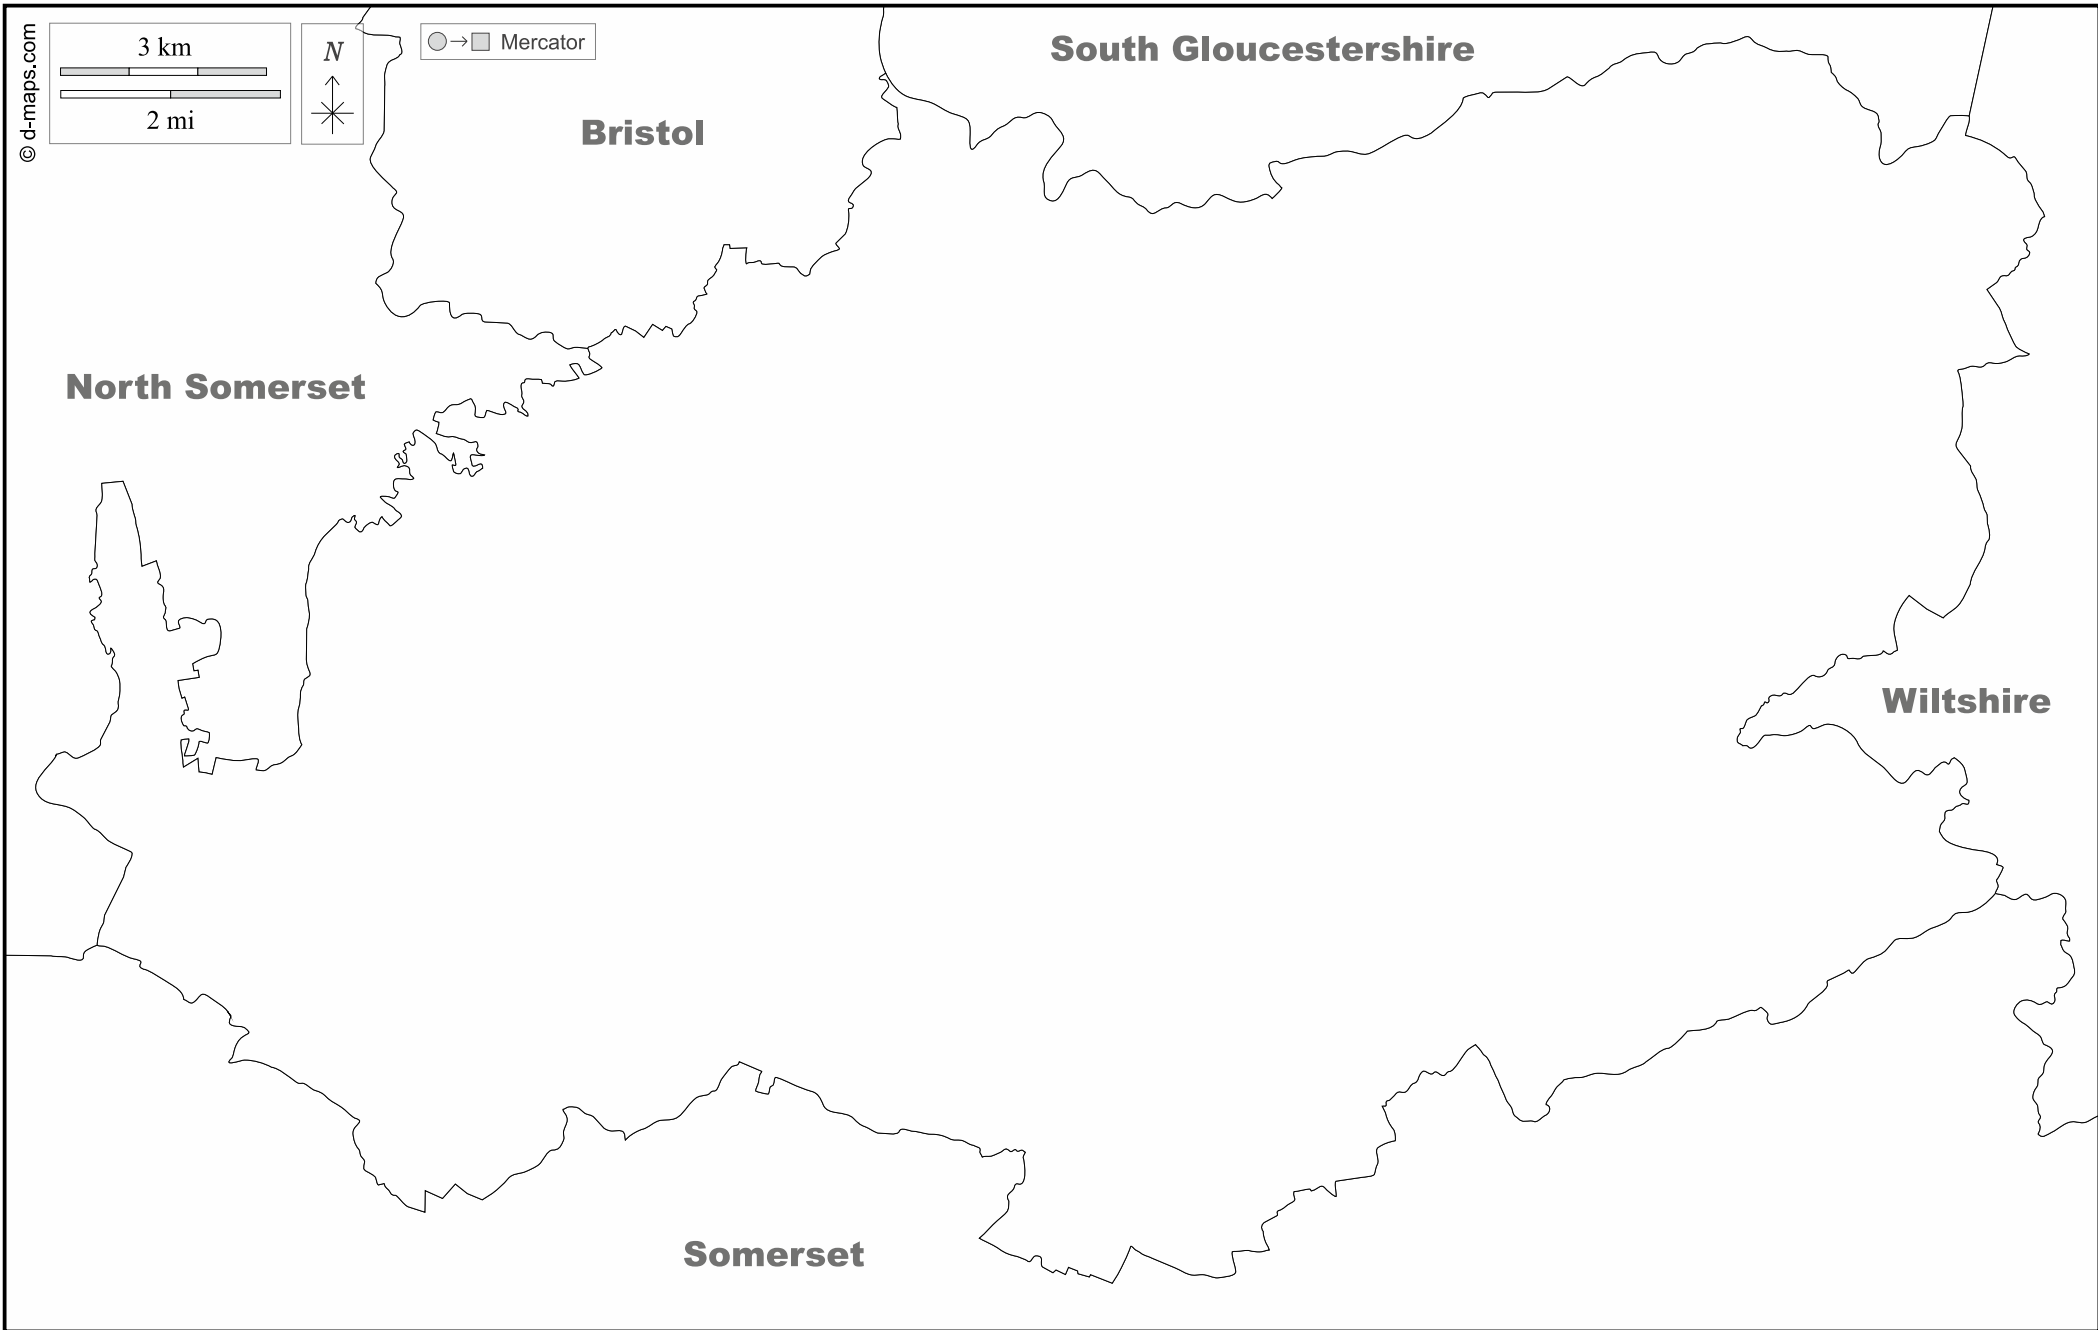 © d-maps.com
3 km
2 mi
N
Mercator
South Gloucestershire
Bristol
North Somerset
Wiltshire
Somerset